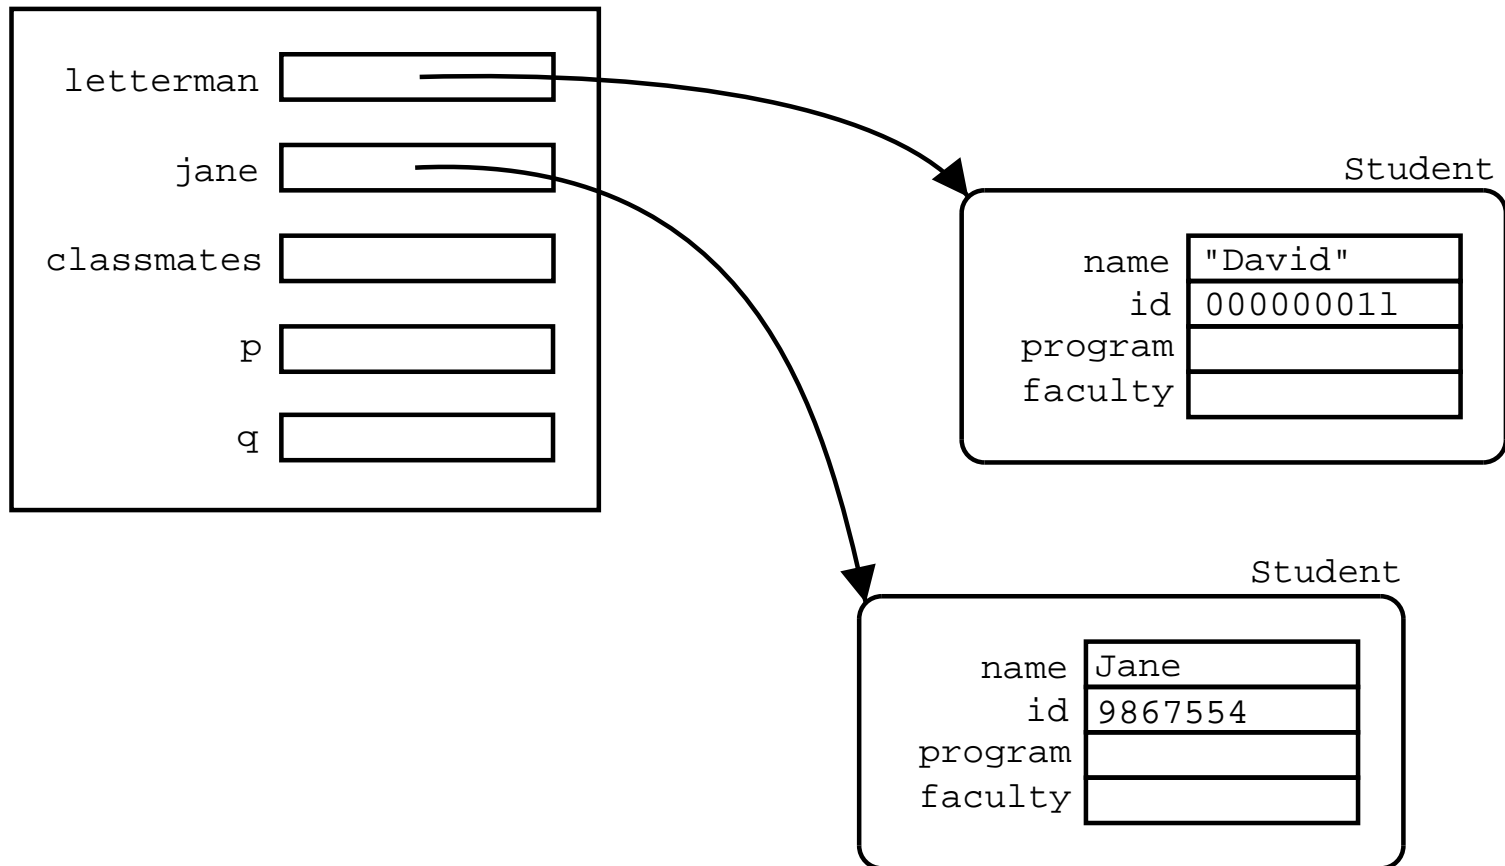 letterman
jane
classmates
p
q
Student
name "David"
id 00000001l
program
faculty
Student
name Jane
id 9867554
program
faculty